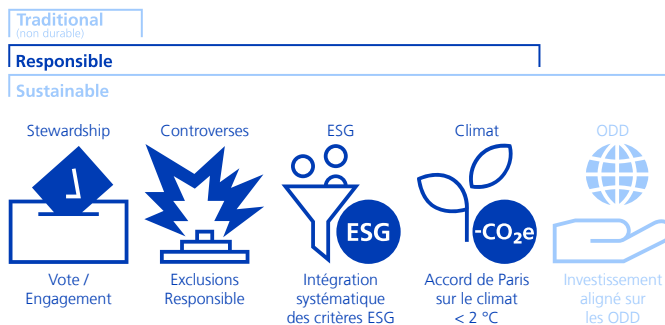 Traditional
(non durable)
Responsible
Sustainable
Stewardship
Controverses
ESG
Climat
ODD
ESG
-CO₂e
Vote /
Engagement
Exclusions
Responsible
Intégration
systématique
des critères ESG
Accord de Paris
sur le climat
< 2 °C
Investissement
aligné sur
les ODD